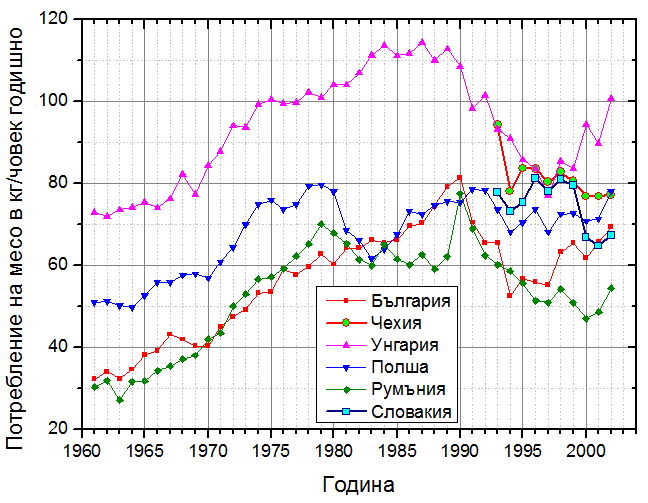 Потребление на месо в кг/човек годишно
120
100
80
60
40
20
България
Чехия
Унгария
Полша
Румъния
Словакия
1960 1965 1970 1975 1980 1985 1990 1995 2000
Година